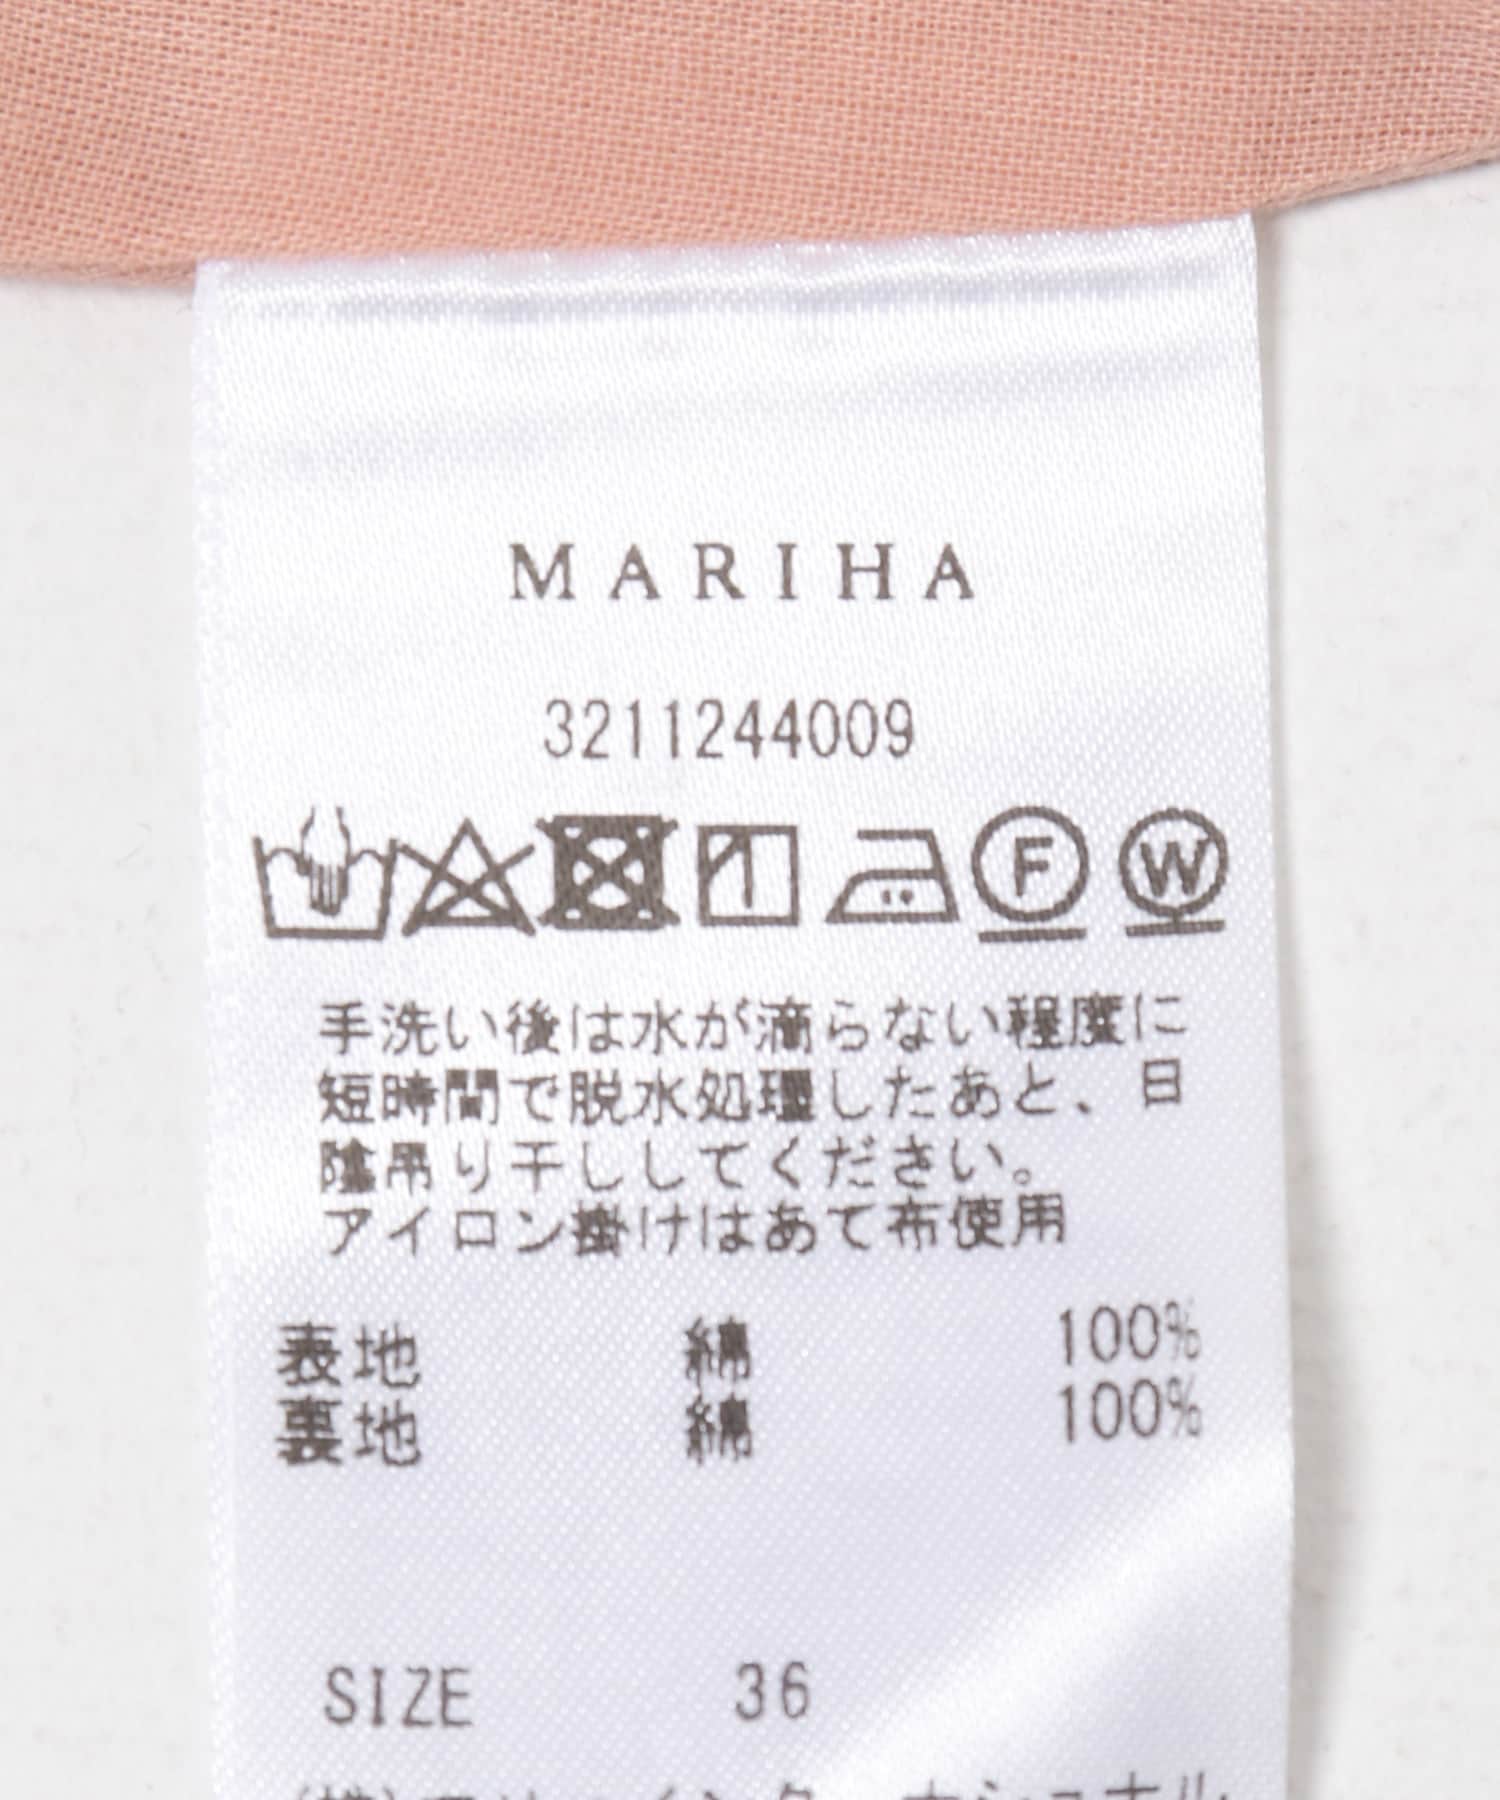 MARIHA
3211244009
F W
手洗い後は水が滴らない程度に
短時間で脱水処理したあと、日
陰吊り干ししてください。
アイロン掛けはあて布使用
表地 綿 100%
裏地 綿 100%
SIZE 36